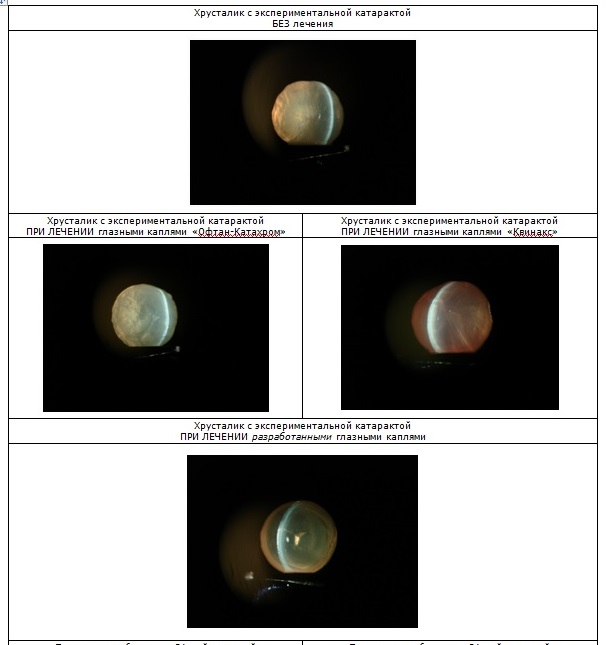 Хрусталик с экспериментальной катарактой
БЕЗ лечения
Хрусталик с экспериментальной катарактой
ПРИ ЛЕЧЕНИИ глазными каплями «Офтан-Катахром»
Хрусталик с экспериментальной катарактой
ПРИ ЛЕЧЕНИИ глазными каплями «Квинакс»
Хрусталик с экспериментальной катарактой
ПРИ ЛЕЧЕНИИ разработанными глазными каплями